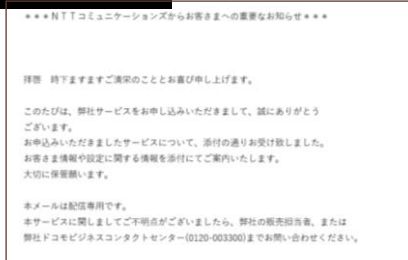 ***NTTコミュニケーションズからお客さまへの重要なお知らせ***
拝啓　時下ますますご清栄のこととお喜び申し上げます。
このたびは、弊社サービスをお申し込みいただきまして、誠にありがとう
ございます。
お申込みいただきましたサービスについて、添付の通りお受け致しました。
お客さま情報や設定に関する情報を添付にてご案内いたします。
大切に保管願います。
本メールは配信専用です。
本サービスに関しましてご不明点がございましたら、弊社の販売担当者、または
弊社ドコモビジネスコンタクトセンター(0120-003300)までお問い合わせください。